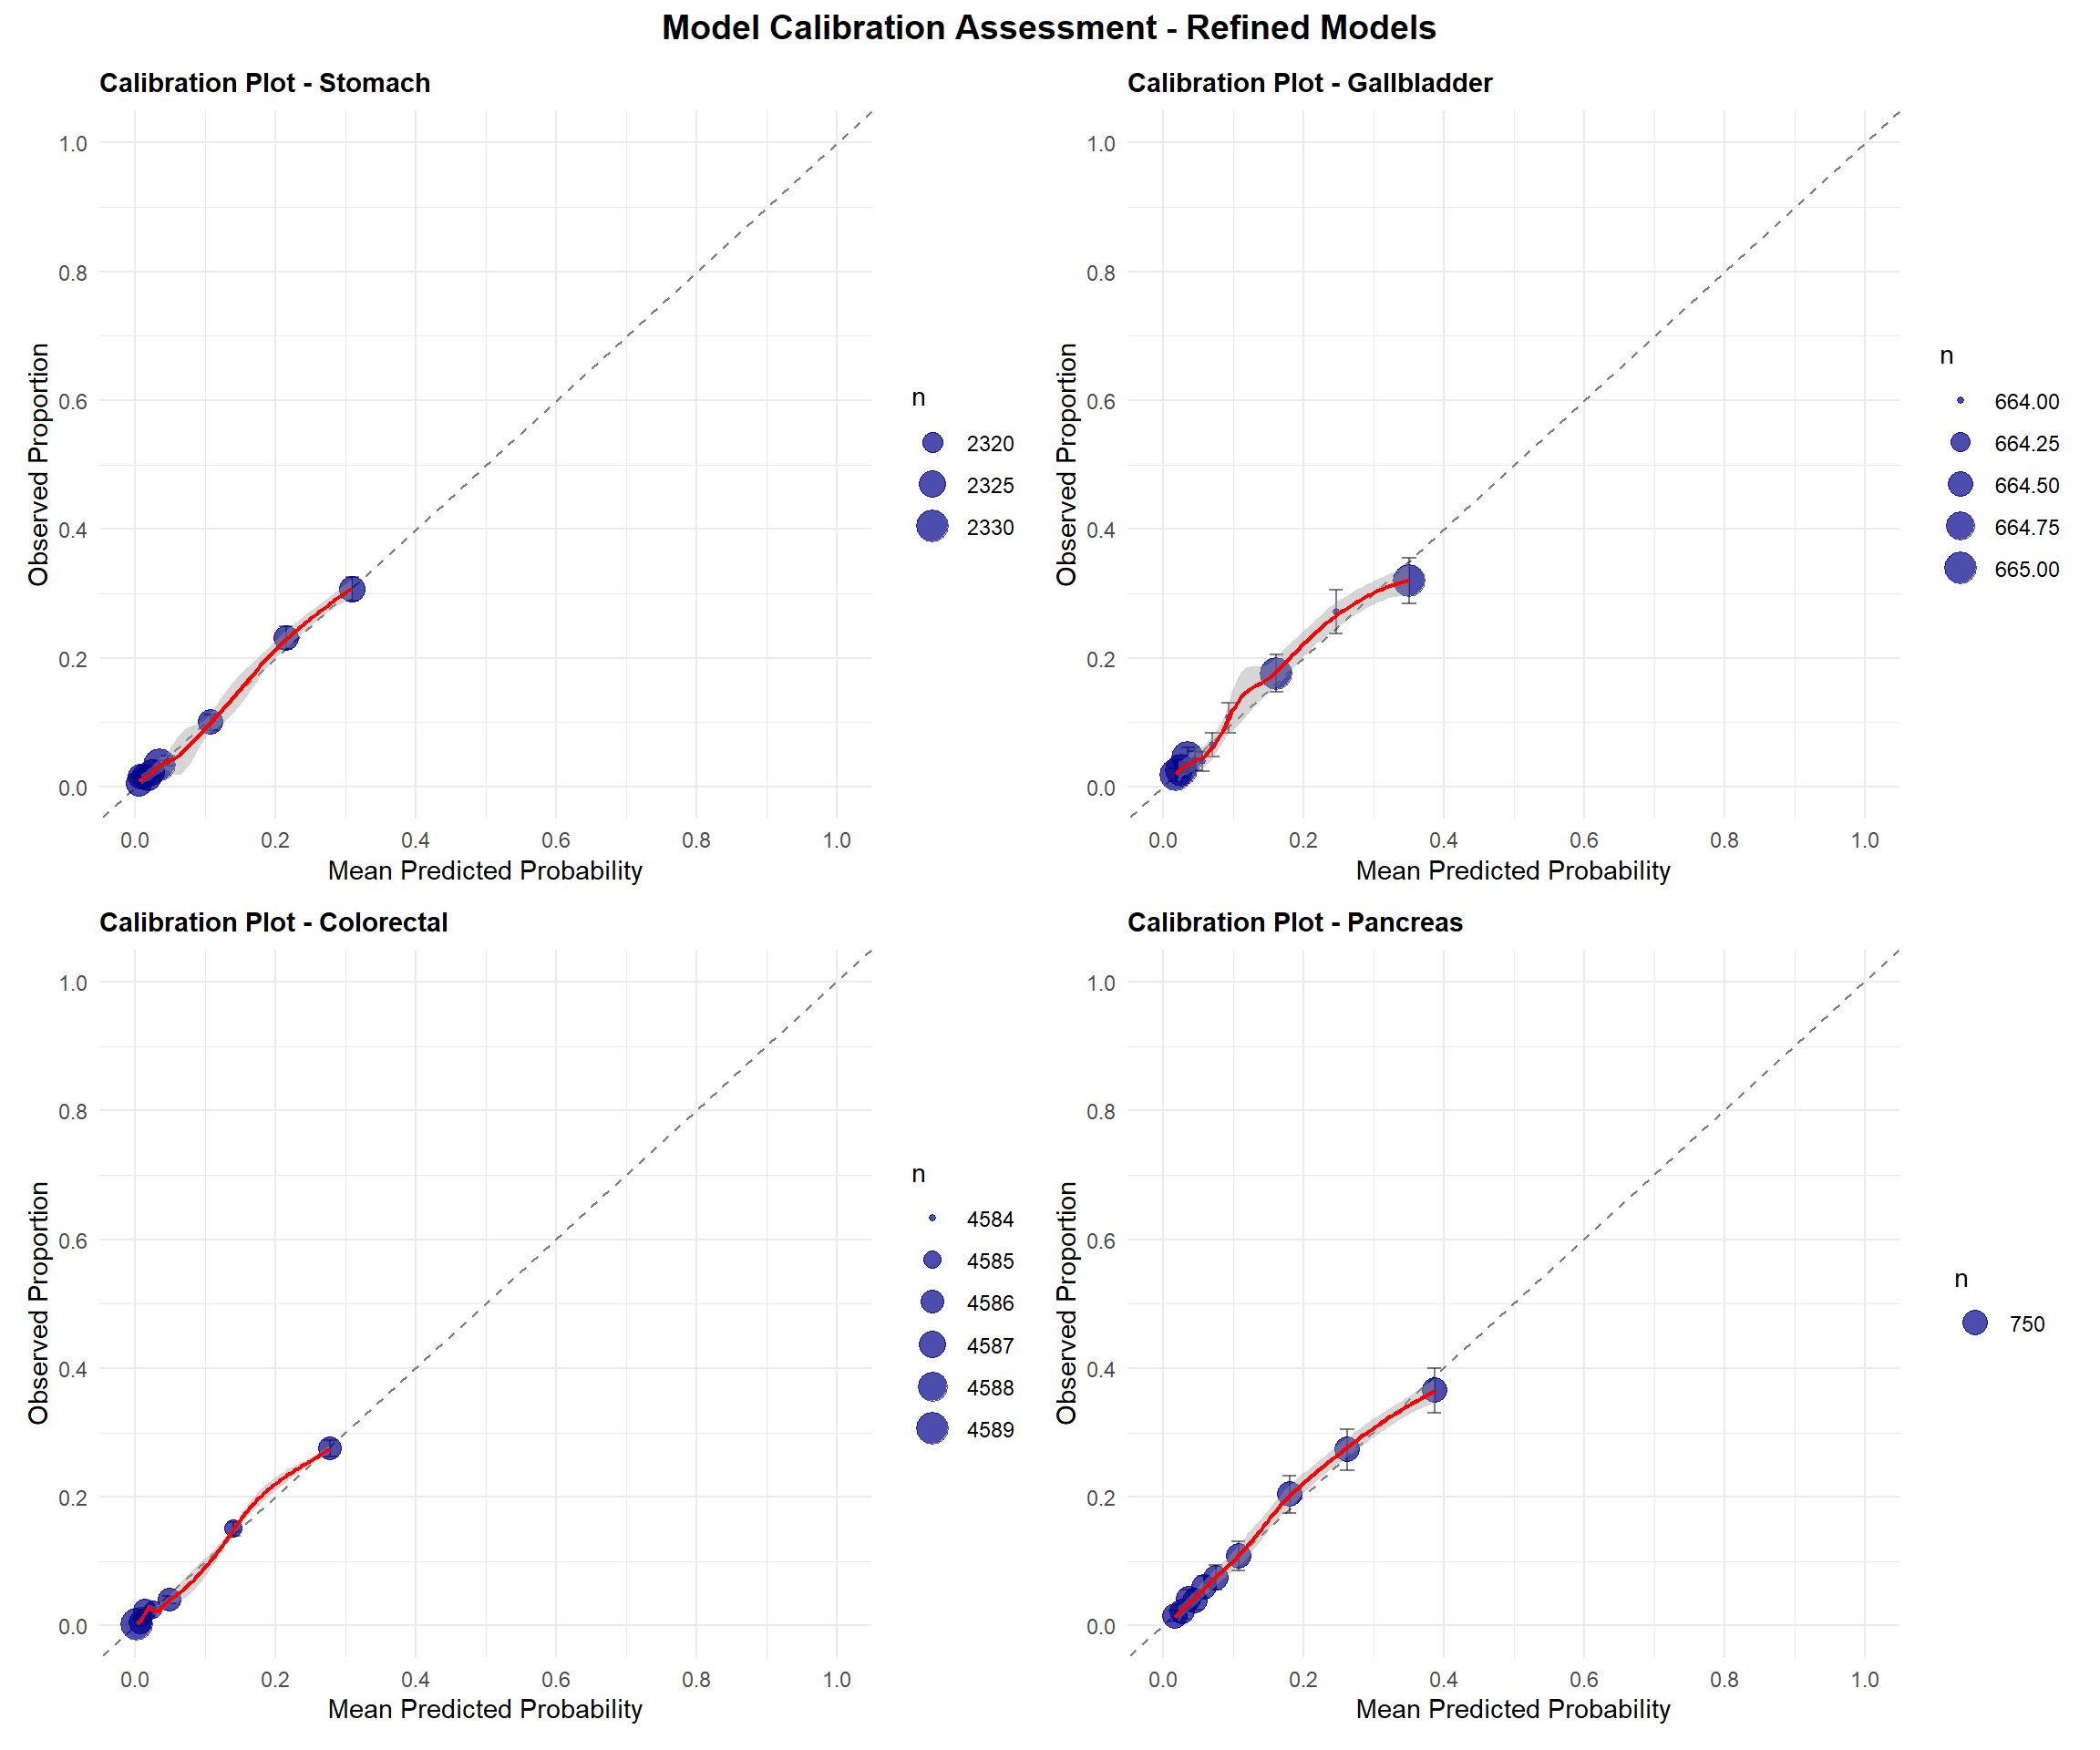 Model Calibration Assessment - Refined Models
Calibration Plot - Stomach
Observed Proportion
1.0
0.8
0.6
0.4
0.2
0.0
0.0 0.2 0.4 0.6 0.8 1.0
Mean Predicted Probability
n
2320
2325
2330
Calibration Plot - Gallbladder
Observed Proportion
1.0
0.8
0.6
0.4
0.2
0.0
0.0 0.2 0.4 0.6 0.8 1.0
Mean Predicted Probability
n
664.00
664.25
664.50
664.75
665.00
Calibration Plot - Colorectal
Observed Proportion
1.0
0.8
0.6
0.4
0.2
0.0
0.0 0.2 0.4 0.6 0.8 1.0
Mean Predicted Probability
n
4584
4585
4586
4587
4588
4589
Calibration Plot - Pancreas
Observed Proportion
1.0
0.8
0.6
0.4
0.2
0.0
0.0 0.2 0.4 0.6 0.8 1.0
Mean Predicted Probability
n
750